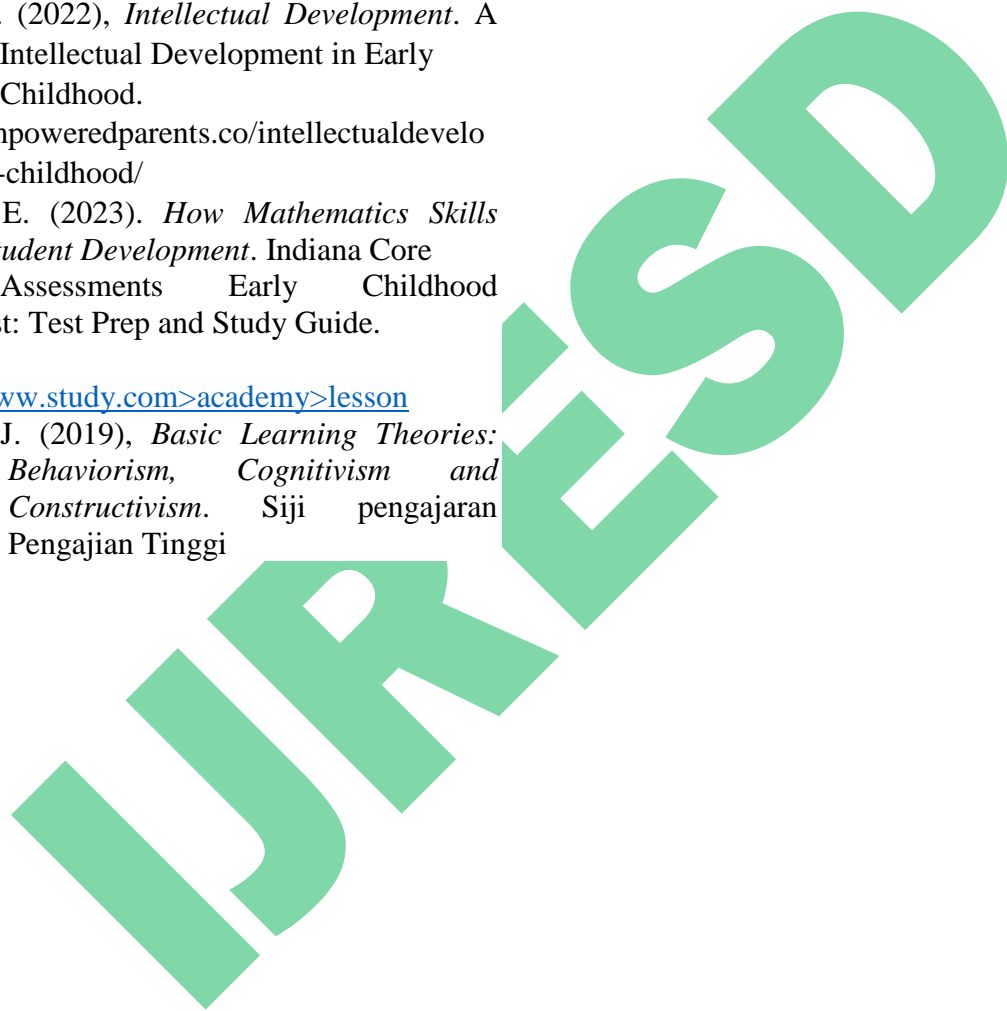 . (2022), Intellectual Development. A
Intellectual Development in Early
Childhood.
npoweredparents.co/intellectualdevelo
-childhood/
E. (2023). How Mathematics Skills
tudent Development. Indiana Core
Assessments Early Childhood
st: Test Prep and Study Guide.
ww.study.com>academy>lesson
J. (2019), Basic Learning Theories:
Behaviorism, Cognitivism and
Constructivism. Siji pengajaran
Pengajian Tinggi
IJRESD